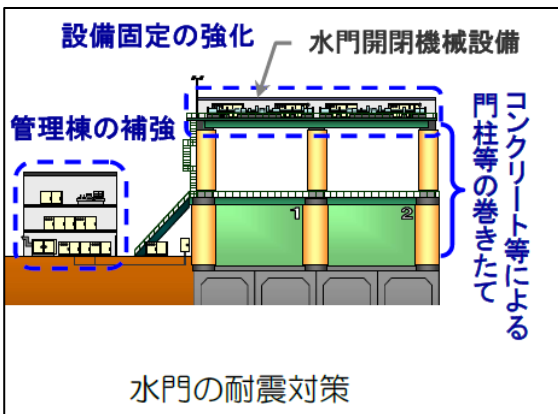 設備固定の強化
水門開閉機械設備
管理棟の補強
コンクリート等による
門柱等の巻きたて
1
2
水門の耐震対策